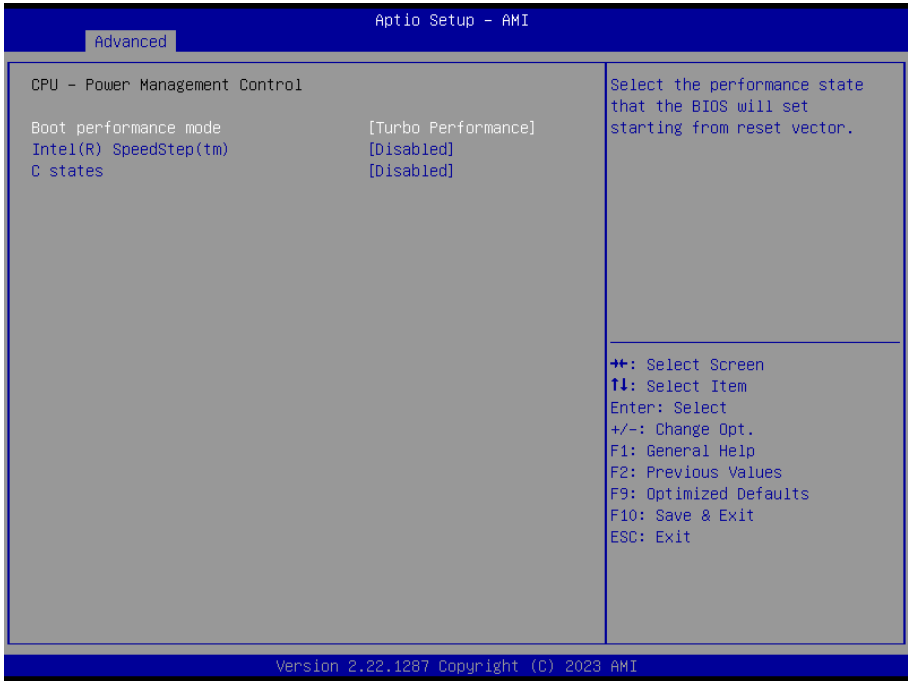 Aptio Setup – AMI
Advanced
CPU – Power Management Control
Boot performance mode [Turbo Performance]
Intel(R) SpeedStep(tm) [Disabled]
C states [Disabled]
Select the performance state
that the BIOS will set
starting from reset vector.
→←: Select Screen
↑↓: Select Item
Enter: Select
+/–: Change Opt.
F1: General Help
F2: Previous Values
F9: Optimized Defaults
F10: Save & Exit
ESC: Exit
Version 2.22.1287 Copyright (C) 2023 AMI